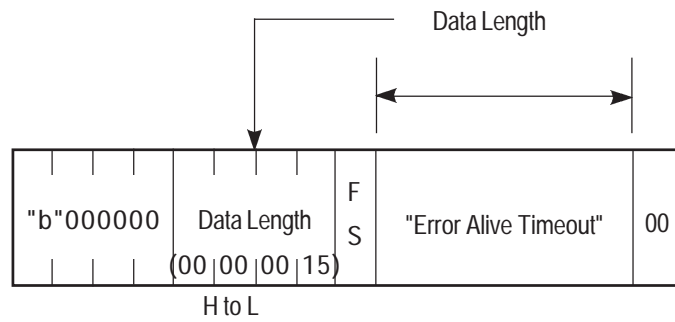 Data Length
"b"000000
Data Length
(00 00 00 15)
F
S
"Error Alive Timeout"
00
H to L